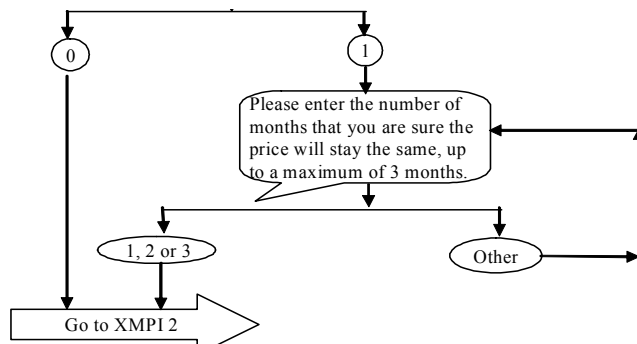 0
1
Please enter the number of
months that you are sure the
price will stay the same, up
to a maximum of 3 months.
1, 2 or 3
Other
Go to XMPI 2